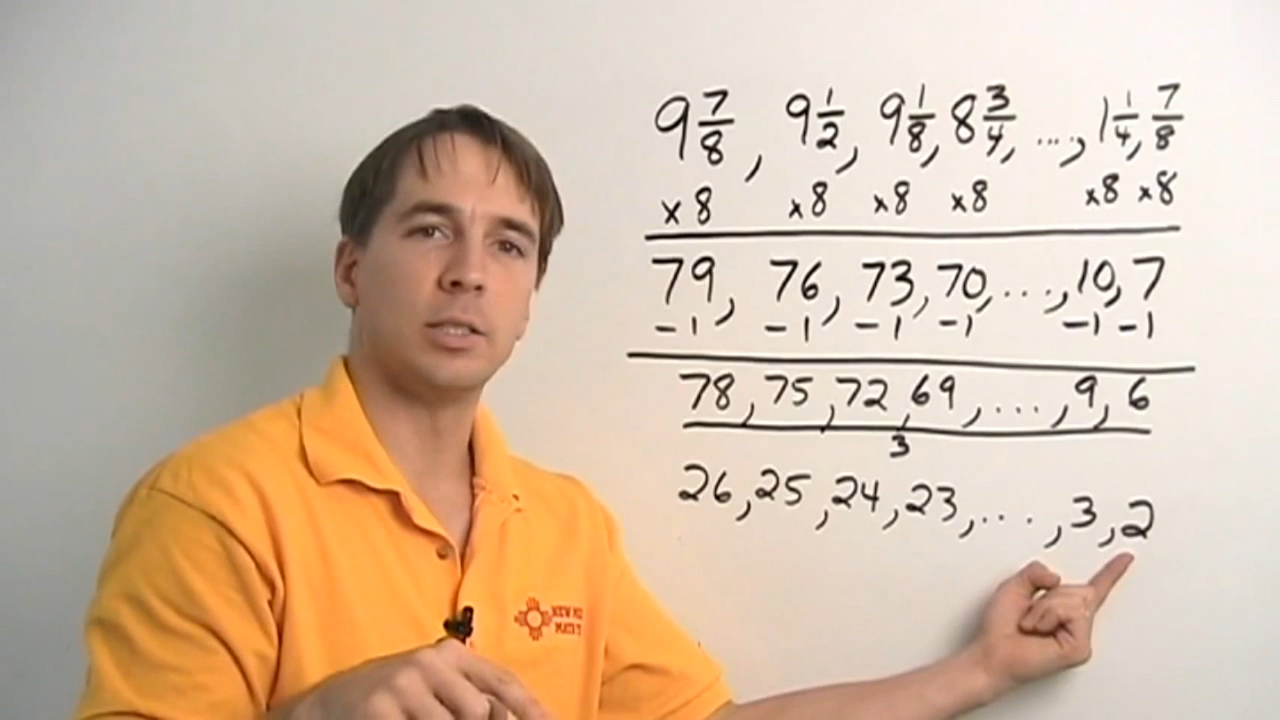 9 7/8, 9 1/2, 9 1/8, 8 3/4, ..., 1 1/4, 7/8
×8 ×8 ×8 ×8 ×8 ×8
79, 76, 73, 70, ..., 10, 7
-1 -1 -1 -1 -1 -1
78, 75, 72, 69, ..., 9, 6
3
26, 25, 24, 23, ..., 3, 2
NEW